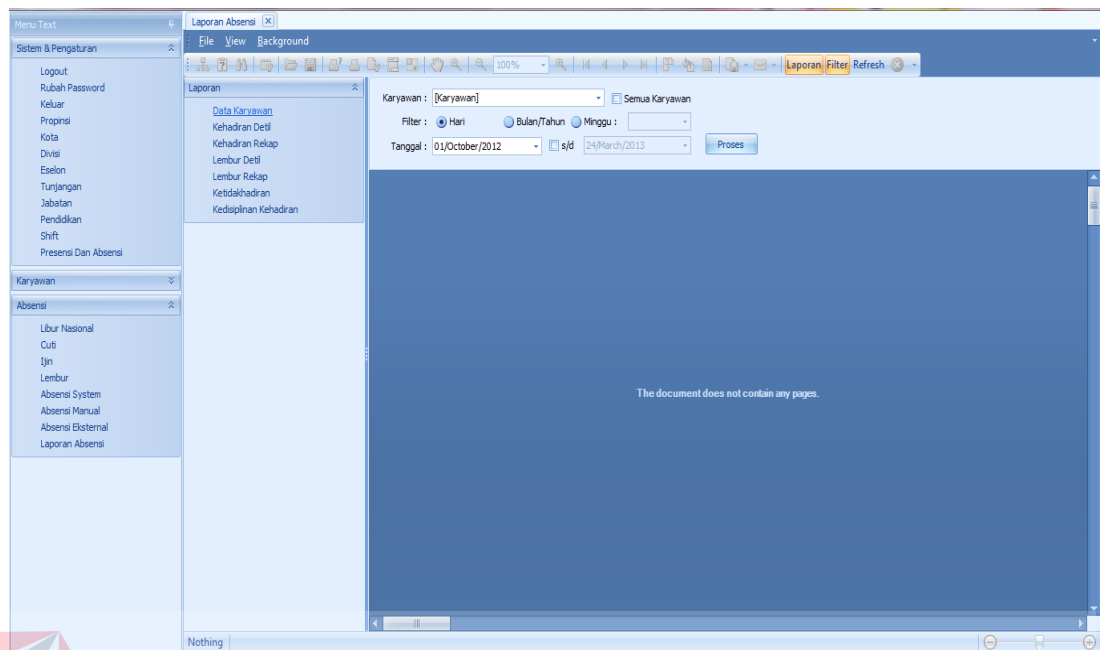 Menu Text
Sistem & Pengaturan
Logout
Rubah Password
Keluar
Propinsi
Kota
Divisi
Eselon
Tunjangan
Jabatan
Pendidikan
Shift
Presensi Dan Absensi
Karyawan
Absensi
Libur Nasional
Cuti
Ijin
Lembur
Absensi System
Absensi Manual
Absensi Eksternal
Laporan Absensi
Laporan Absensi
File View Background
100% Laporan Filter Refresh
Laporan
Data Karyawan
Kehadiran Detil
Kehadiran Rekap
Lembur Detil
Lembur Rekap
Ketidakhadiran
Kedisiplinan Kehadiran
Karyawan : [Karyawan] Semua Karyawan
Filter : Hari Bulan/Tahun Minggu :
Tanggal : 01/October/2012 s/d 24/March/2013 Proses
The document does not contain any pages.
Nothing